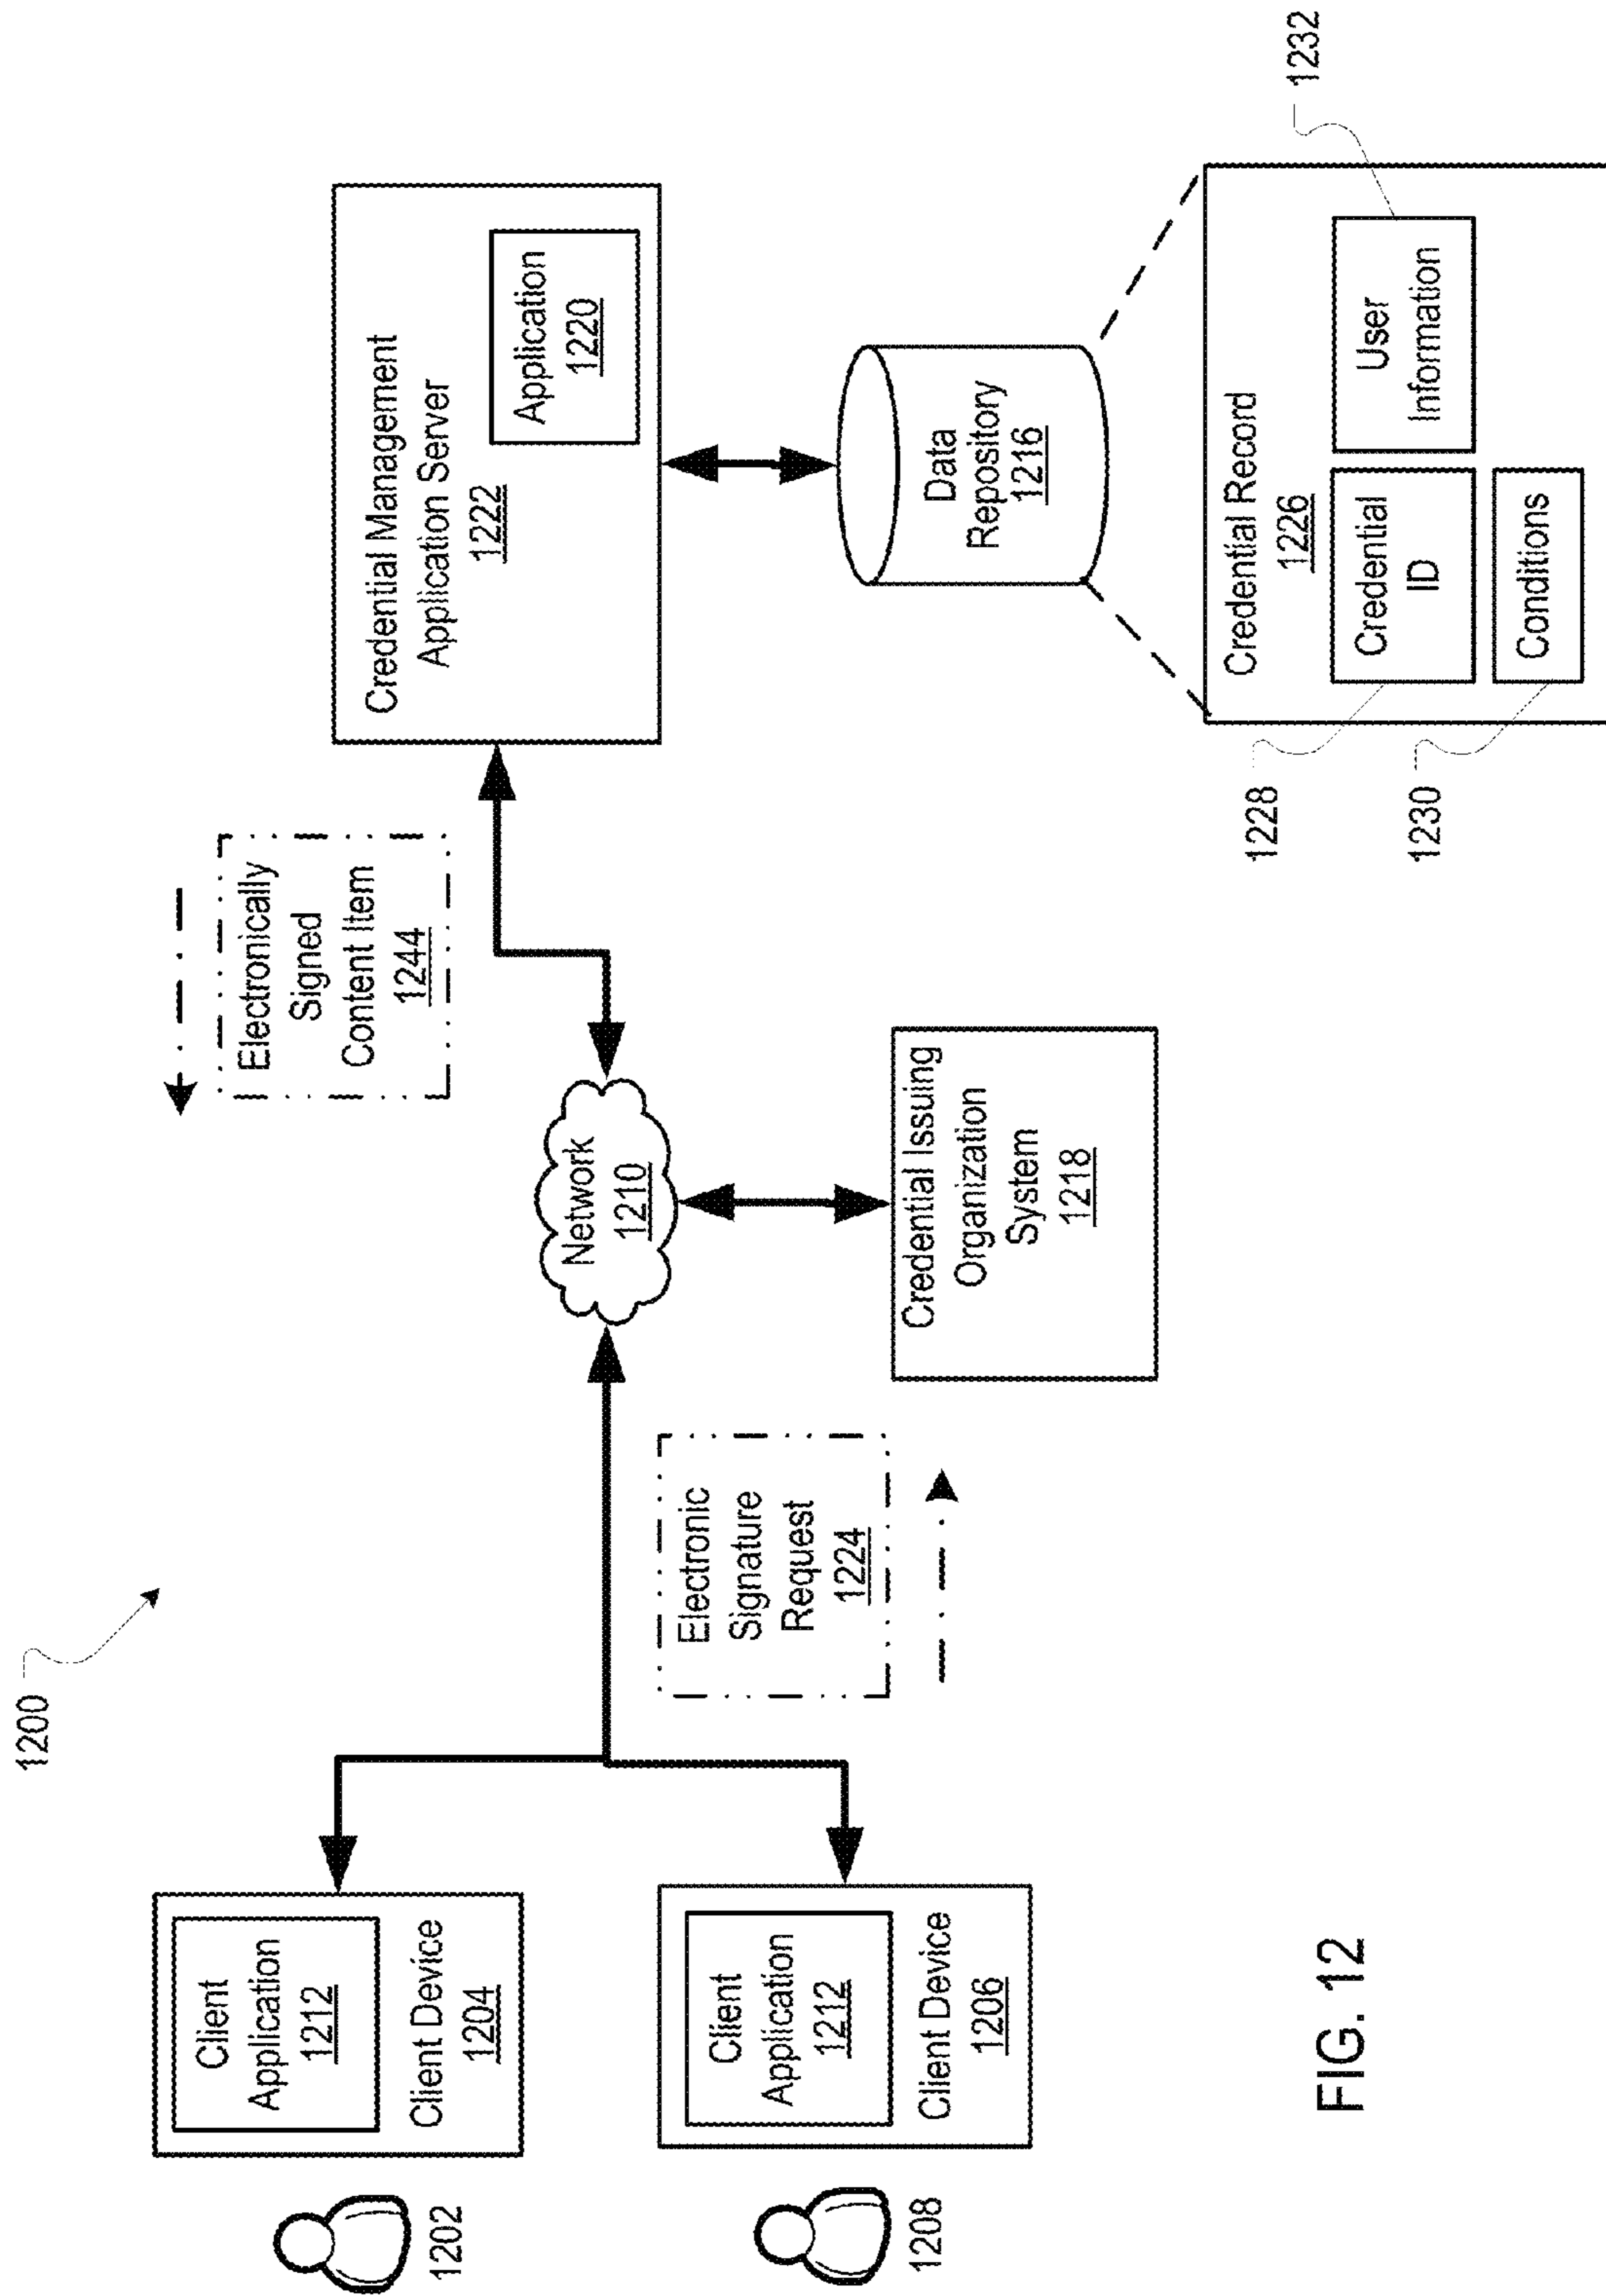 1200
Client
Application
1212
Client Device
1204
1202
Client
Application
1212
Client Device
1206
1208
Electronic
Signature
Request
1224
Network
1210
Credential Issuing
Organization
System
1218
Electronically
Signed
Content Item
1244
Credential Management
Application Server
1222
Application
1220
Data
Repository
1216
Credential Record
1226
Credential
ID
User
Information
Conditions
1228
1230
1232
FIG. 12